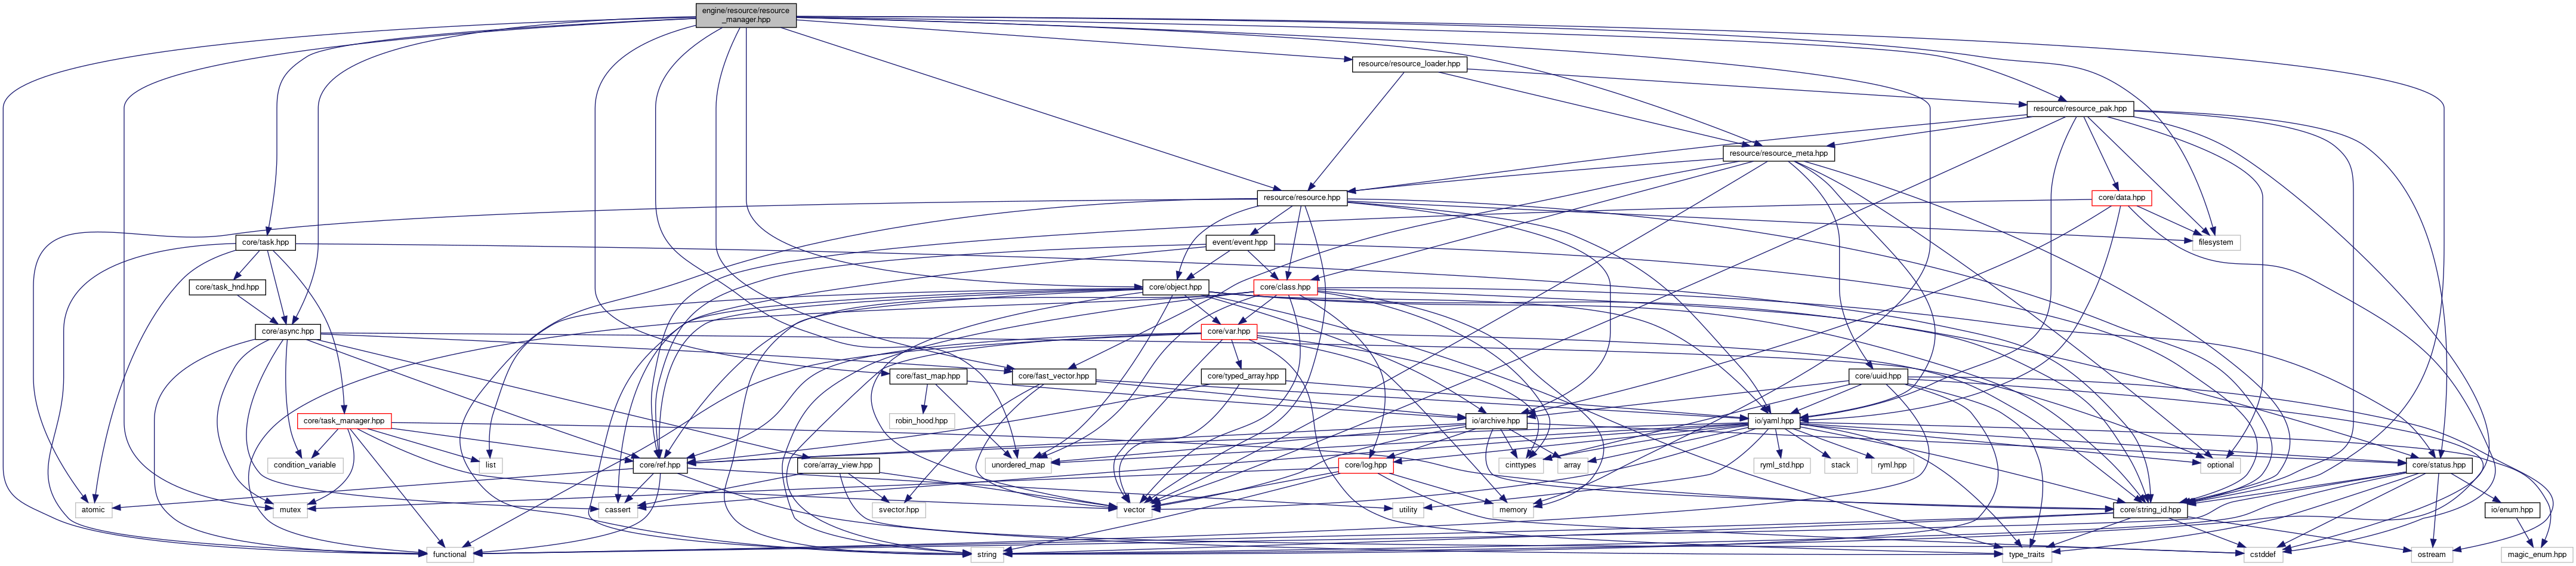 engine/resource/resource
_manager.hpp
resource/resource_loader.hpp
resource/resource_pak.hpp
resource/resource_meta.hpp
resource/resource.hpp
core/data.hpp
core/task.hpp
event/event.hpp
filesystem
core/task_hnd.hpp
core/object.hpp
core/class.hpp
core/async.hpp
core/var.hpp
core/fast_map.hpp
core/fast_vector.hpp
core/typed_array.hpp
core/uuid.hpp
core/task_manager.hpp
robin_hood.hpp
io/archive.hpp
io/yaml.hpp
condition_variable
list
core/ref.hpp
core/array_view.hpp
unordered_map
core/log.hpp
cinttypes
array
ryml_std.hpp
stack
ryml.hpp
optional
core/status.hpp
atomic
mutex
cassert
svector.hpp
vector
utility
memory
core/string_id.hpp
io/enum.hpp
functional
string
type_traits
cstddef
ostream
magic_enum.hpp